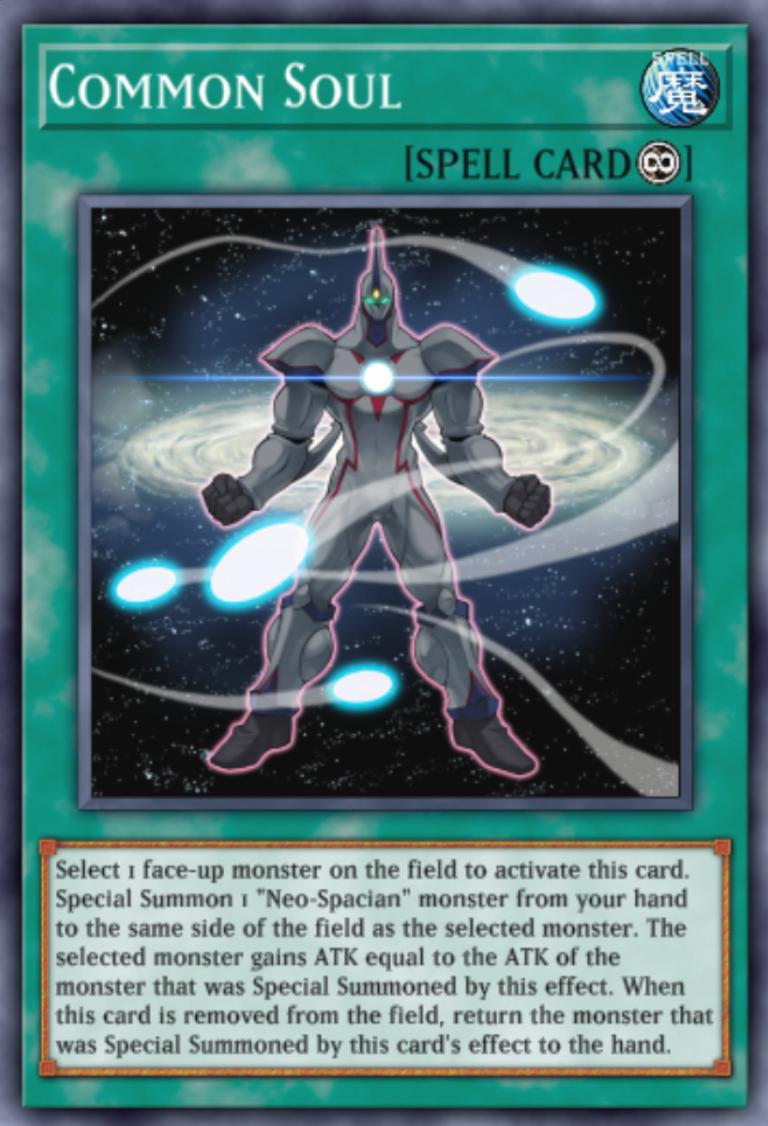 COMMON SOUL
SPELL
魔
[SPELL CARD]
Select 1 face-up monster on the field to activate this card.
Special Summon 1 "Neo-Spacian" monster from your hand
to the same side of the field as the selected monster. The
selected monster gains ATK equal to the ATK of the
monster that was Special Summoned by this effect. When
this card is removed from the field, return the monster that
was Special Summoned by this card's effect to the hand.